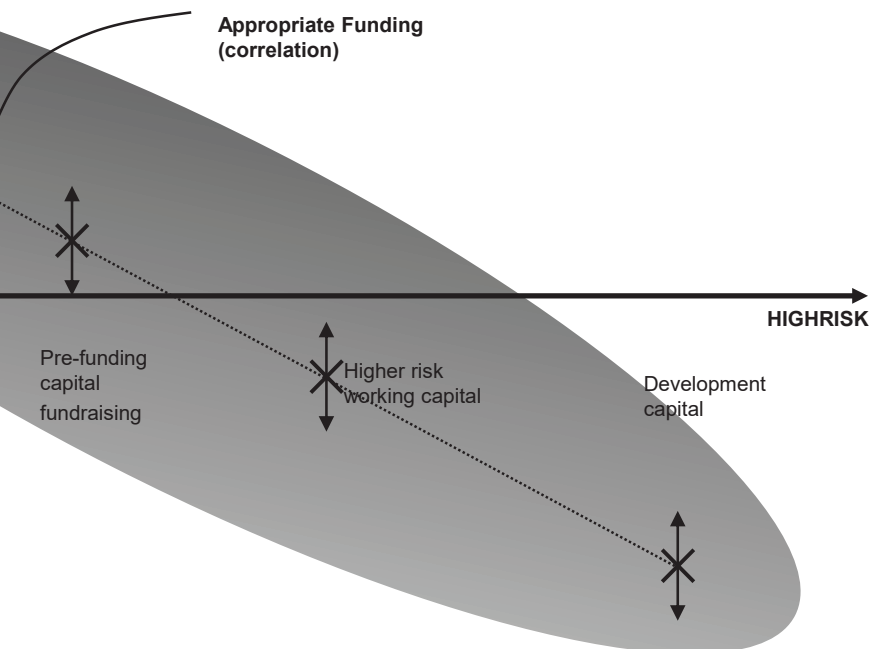 Appropriate Funding
(correlation)
HIGHRISK
Pre-funding
capital
fundraising
Higher risk
working capital
Development
capital